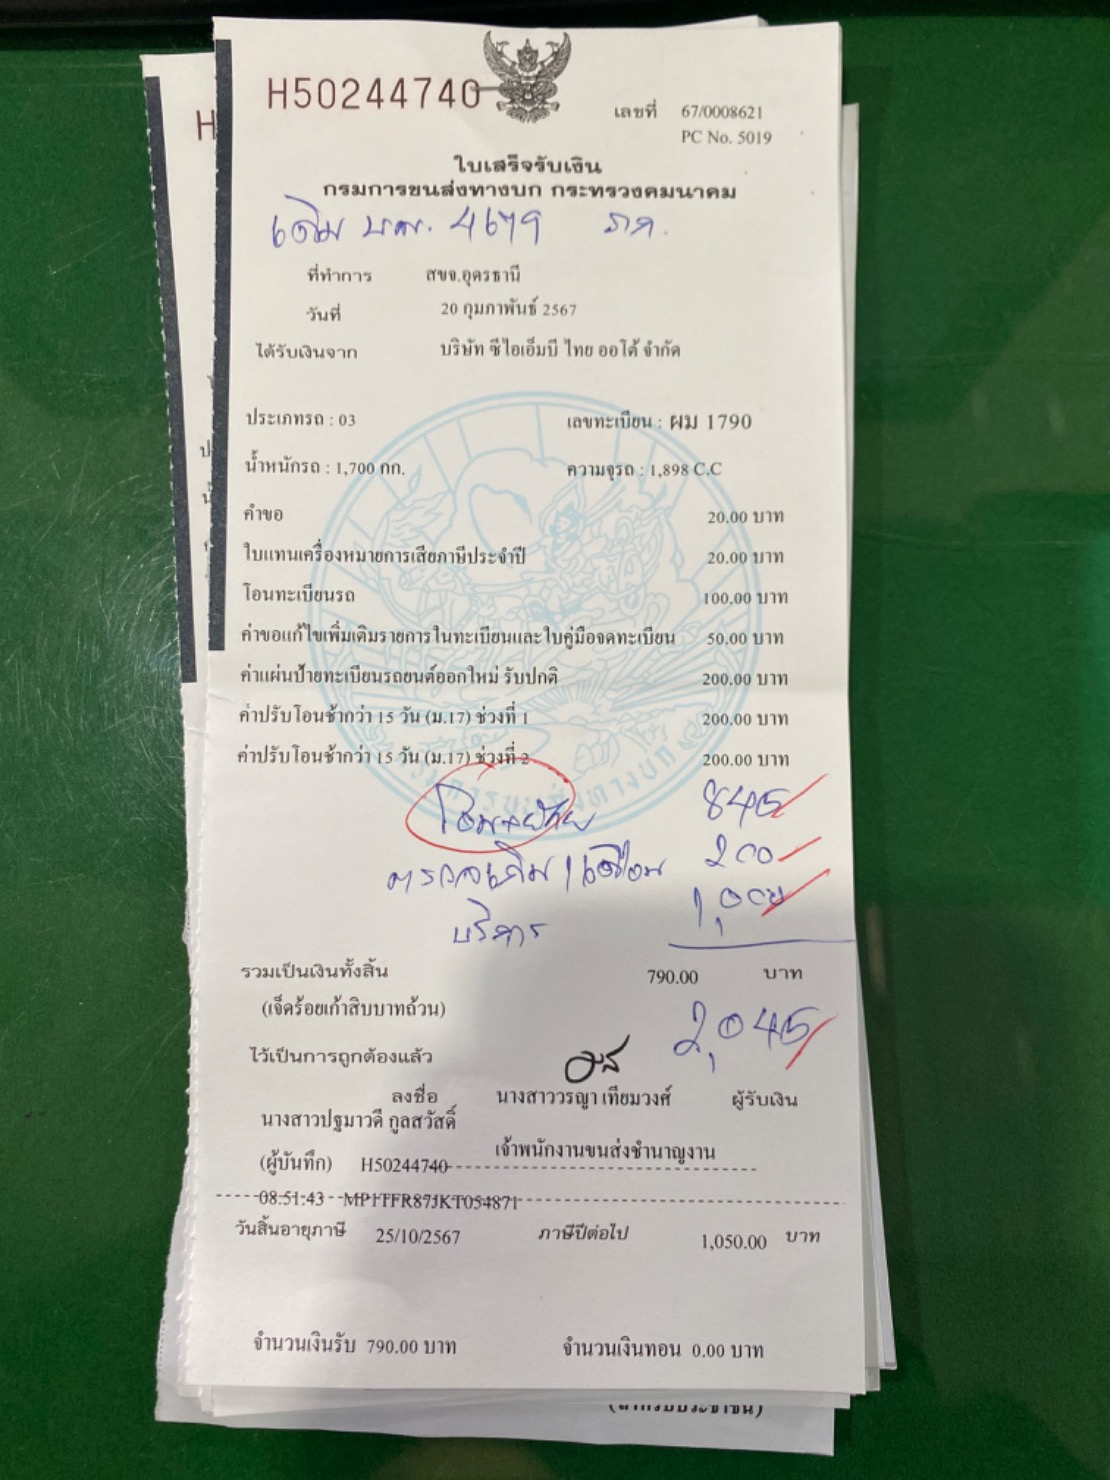 H50244740
เลขที่ 67/0008621
PC No. 5019
ใบเสร็จรับเงิน
กรมการขนส่งทางบก กระทรวงคมนาคม
เดิม 4679
ที่ทำการ สขจ.อุดรธานี
วันที่ 20 กุมภาพันธ์ 2567
ได้รับเงินจาก บริษัท ซีไอเอ็มบี ไทย ออโต้ จำกัด
ประเภทรถ : 03 เลขทะเบียน : ผม 1790
น้ำหนักรถ : 1,700 กก. ความจุรถ : 1,898 C.C
คำขอ 20.00 บาท
ใบแทนเครื่องหมายการเสียภาษีประจำปี 20.00 บาท
โอนทะเบียนรถ 100.00 บาท
ค่าขอแก้ไขเพิ่มเติมรายการในทะเบียนและใบคู่มือจดทะเบียน 50.00 บาท
ค่าแผ่นป้ายทะเบียนรถยนต์ออกใหม่ รับปกติ 200.00 บาท
ค่าปรับโอนช้ากว่า 15 วัน (ม.17) ช่วงที่ 1 200.00 บาท
ค่าปรับโอนช้ากว่า 15 วัน (ม.17) ช่วงที่ 2 200.00 บาท
845
200
1,000
บริการ
รวมเป็นเงินทั้งสิ้น 790.00 บาท
(เจ็ดร้อยเก้าสิบบาทถ้วน)
2,045
ไว้เป็นการถูกต้องแล้ว
ลงชื่อ นางสาววรญา เทียมวงศ์ ผู้รับเงิน
นางสาวปฐมาวดี กูลสวัสดิ์
เจ้าพนักงานขนส่งชำนาญงาน
(ผู้บันทึก) H50244740
08:51:43 MP1TFR87JKT054871
วันสิ้นอายุภาษี 25/10/2567 ภาษีปีต่อไป 1,050.00 บาท
จำนวนเงินรับ 790.00 บาท จำนวนเงินทอน 0.00 บาท